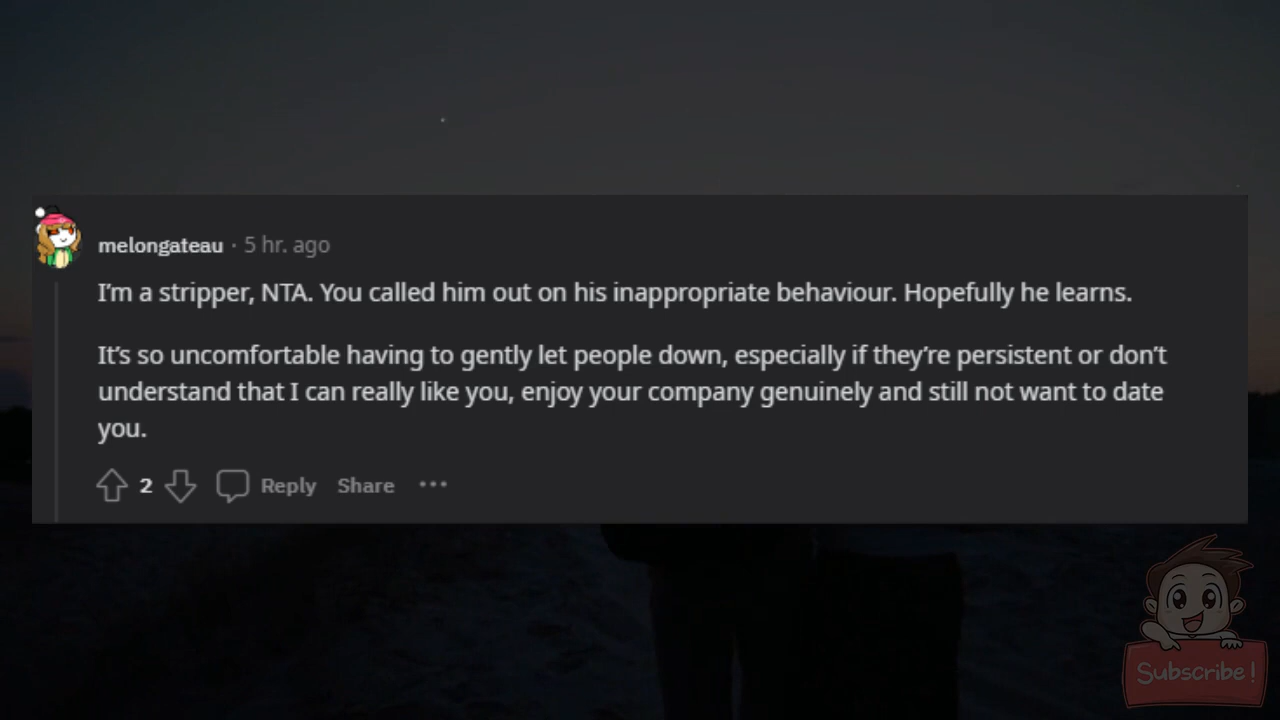 melongateau · 5 hr. ago
I'm a stripper, NTA. You called him out on his inappropriate behaviour. Hopefully he learns.
It's so uncomfortable having to gently let people down, especially if they're persistent or don't
understand that I can really like you, enjoy your company genuinely and still not want to date
you.
2 Reply Share ···
Subscribe!